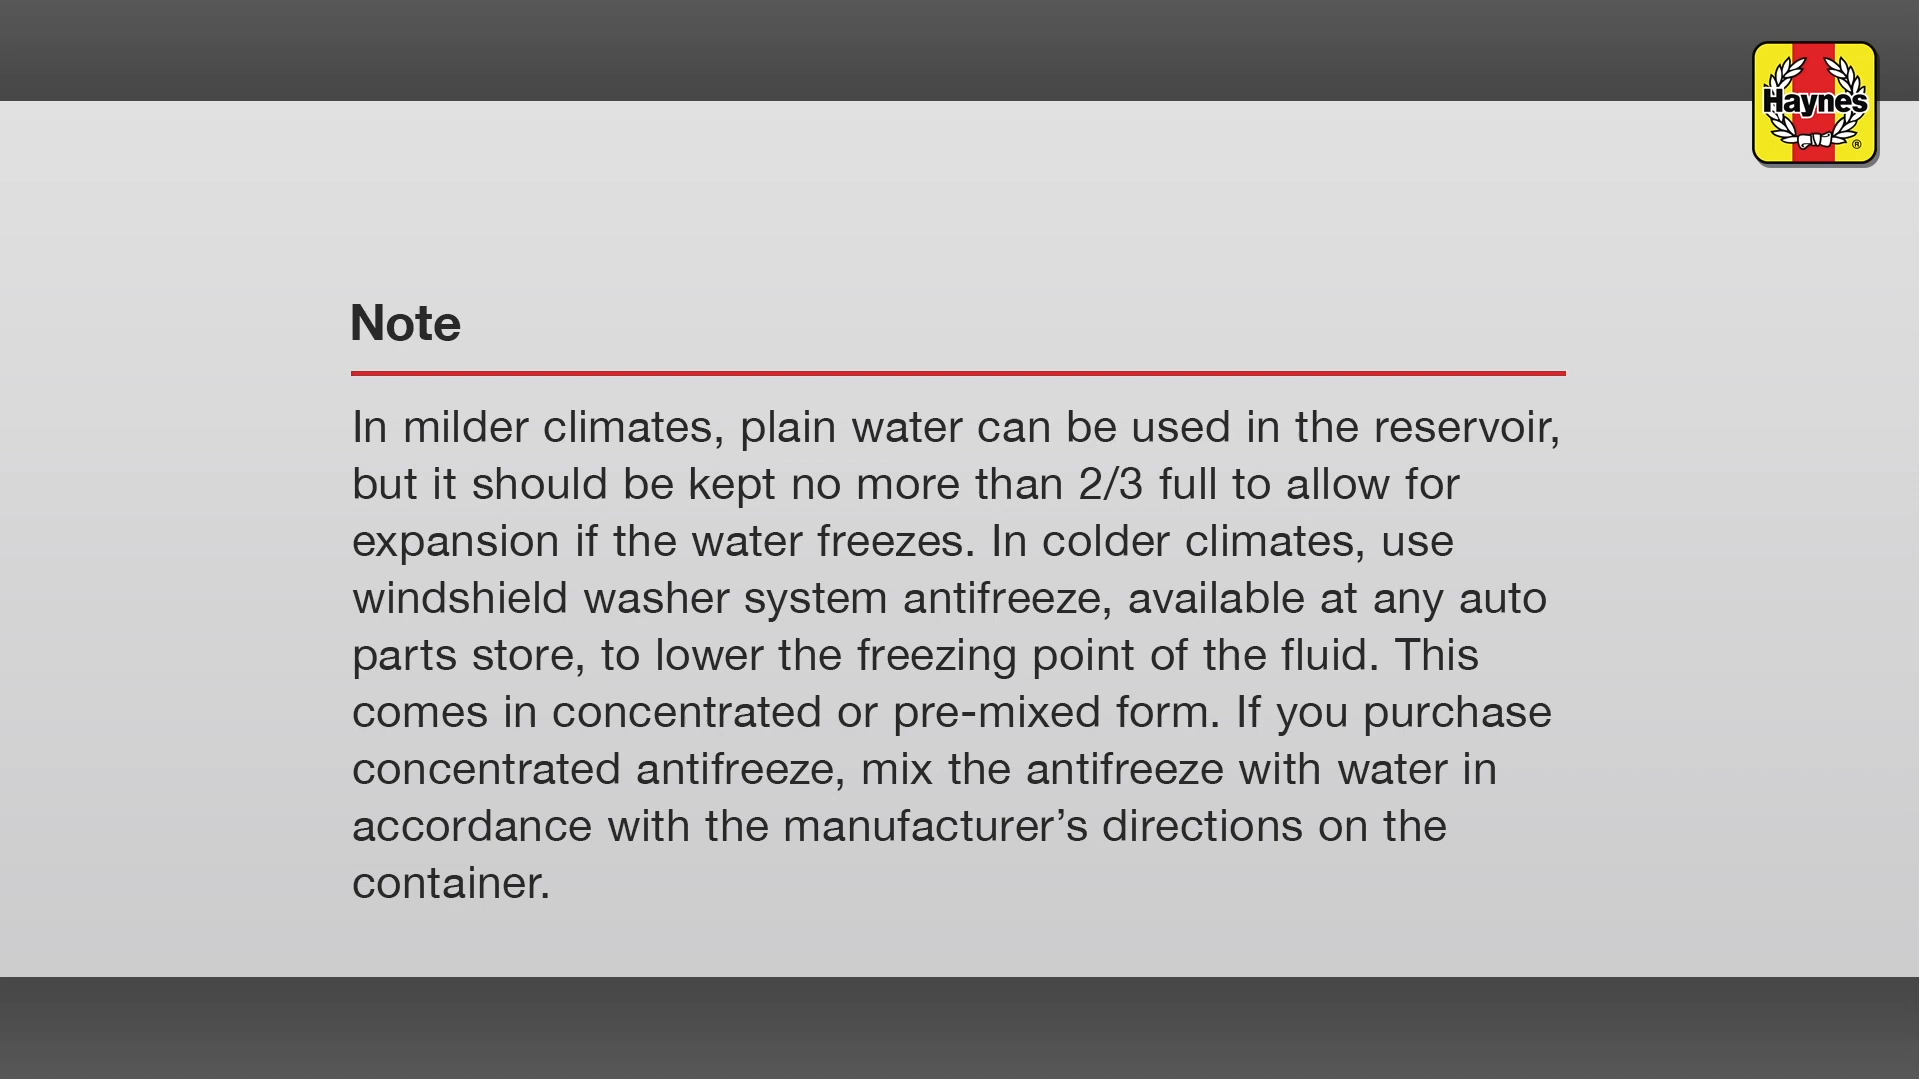 Haynes
®
Note
In milder climates, plain water can be used in the reservoir,
but it should be kept no more than 2/3 full to allow for
expansion if the water freezes. In colder climates, use
windshield washer system antifreeze, available at any auto
parts store, to lower the freezing point of the fluid. This
comes in concentrated or pre-mixed form. If you purchase
concentrated antifreeze, mix the antifreeze with water in
accordance with the manufacturer’s directions on the
container.